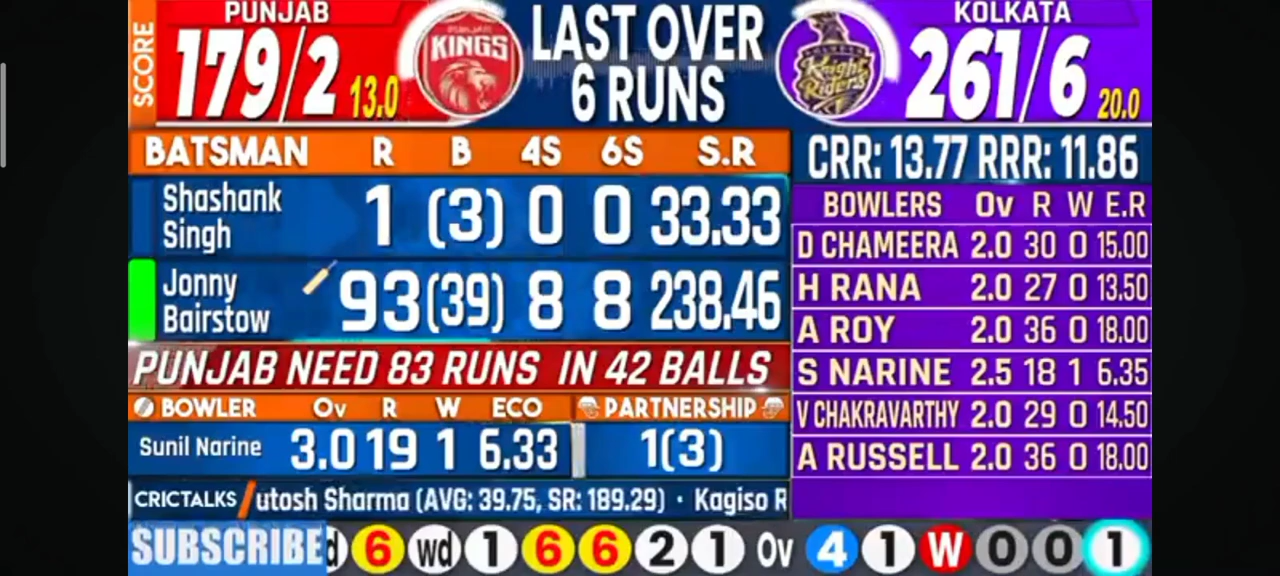 SCORE
PUNJAB
179/2 13.0
PUNJAB
KINGS
LAST OVER
6 RUNS
KOLKATA
Knight
Riders
261/6 20.0
BATSMAN R B 4S 6S S.R
Shashank
Singh
1 (3) 0 0 33.33
Jonny
Bairstow
93 (39) 8 8 238.46
PUNJAB NEED 83 RUNS IN 42 BALLS
BOWLER Ov R W ECO
Sunil Narine 3.0 19 1 6.33
PARTNERSHIP
1(3)
CRICTALKS utosh Sharma (AVG: 39.75, SR: 189.29) · Kagiso R
CRR: 13.77 RRR: 11.86
BOWLERS Ov R W E.R
D CHAMEERA 2.0 30 0 15.00
H RANA 2.0 27 0 13.50
A ROY 2.0 36 0 18.00
S NARINE 2.5 18 1 6.35
V CHAKRAVARTHY 2.0 29 0 14.50
A RUSSELL 2.0 36 0 18.00
SUBSCRIBE d 6 wd 1 6 6 2 1 Ov 4 1 W 0 0 1